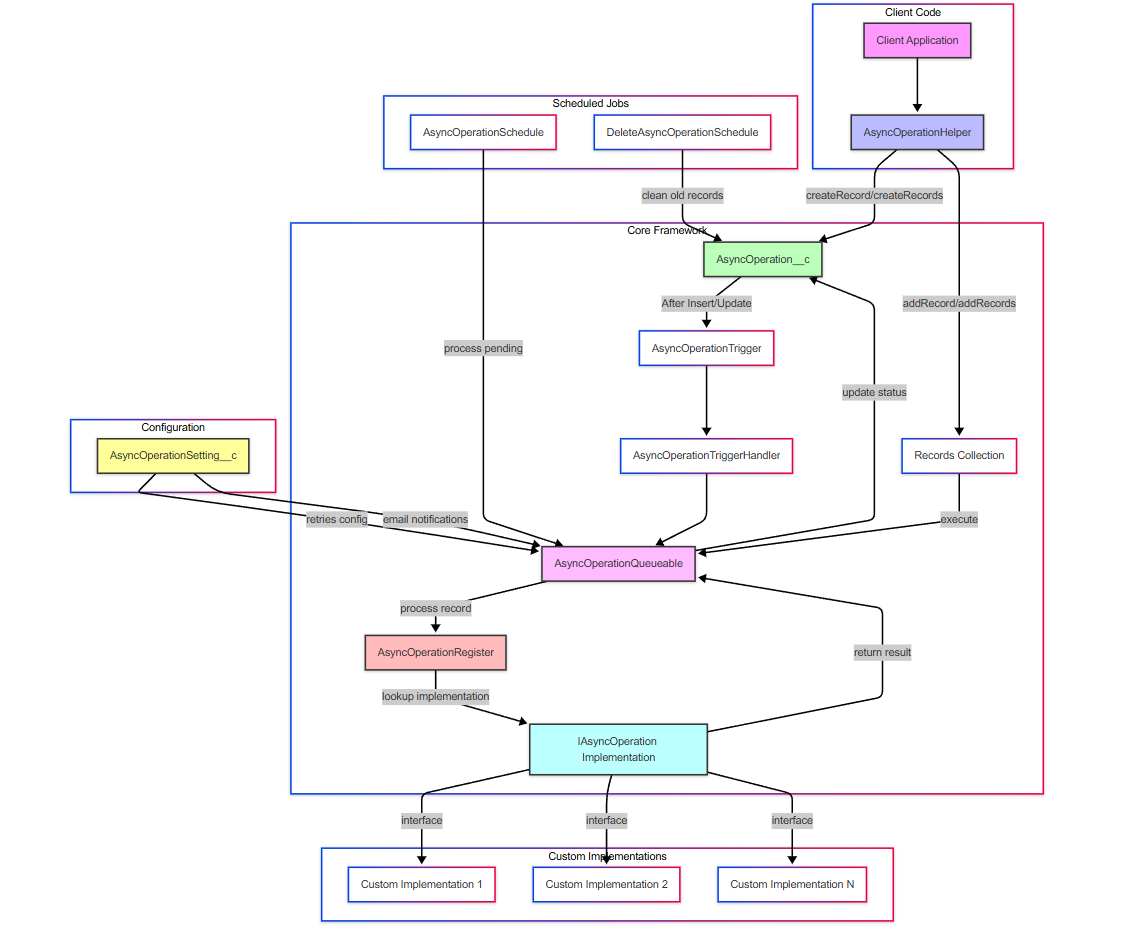 Client Code
Client Application
Scheduled Jobs
AsyncOperationSchedule
DeleteAsyncOperationSchedule
AsyncOperationHelper
clean old records
createRecord/createRecords
Core Framework
AsyncOperation__c
After Insert/Update
addRecord/addRecords
process pending
AsyncOperationTrigger
update status
Configuration
AsyncOperationSetting__c
AsyncOperationTriggerHandler
Records Collection
retries config
email notifications
execute
AsyncOperationQueueable
process record
AsyncOperationRegister
return result
lookup implementation
IAsyncOperation
Implementation
interface
interface
interface
Custom Implementations
Custom Implementation 1
Custom Implementation 2
Custom Implementation N